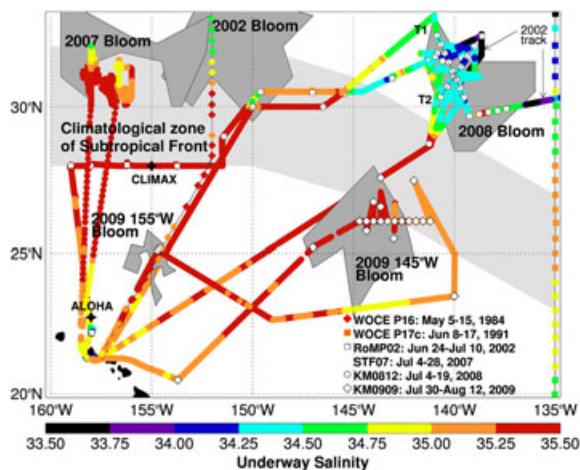 2007 Bloom
2002 Bloom
T1
2002
track
30°N
T2
2008 Bloom
Climatological zone
of Subtropical Front
CLIMAX
2009 155°W
Bloom
2009 145°W
Bloom
25°N
ALOHA
WOCE P16: May 5-15, 1984
WOCE P17c: Jun 8-17, 1991
RoMP02: Jun 24-Jul 10, 2002
STF07: Jul 4-28, 2007
KM0812: Jul 4-19, 2008
KM0909: Jul 30-Aug 12, 2009
20°N
160°W 155°W 150°W 145°W 140°W 135°W
33.50 33.75 34.00 34.25 34.50 34.75 35.00 35.25 35.50
Underway Salinity